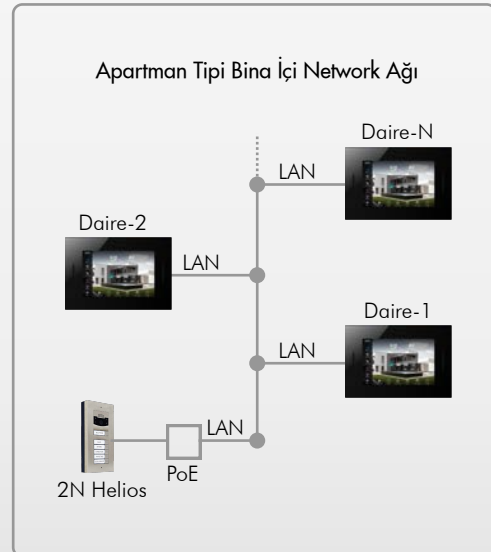 Apartman Tipi Bina İçi Network Ağı
Daire-N
LAN
Daire-2
LAN
Daire-1
LAN
LAN
PoE
2N Helios